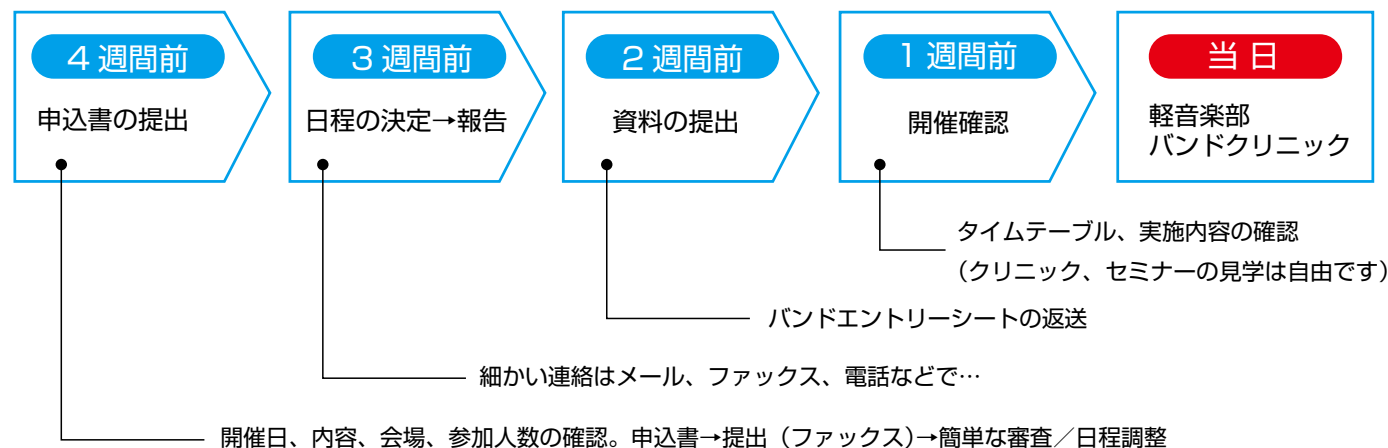 4週間前
申込書の提出
3週間前
日程の決定→報告
2週間前
資料の提出
1週間前
開催確認
当日
軽音楽部
バンドクリニック
タイムテーブル、実施内容の確認
（クリニック、セミナーの見学は自由です）
バンドエントリーシートの返送
細かい連絡はメール、ファックス、電話などで…
開催日、内容、会場、参加人数の確認。申込書→提出（ファックス）→簡単な審査／日程調整